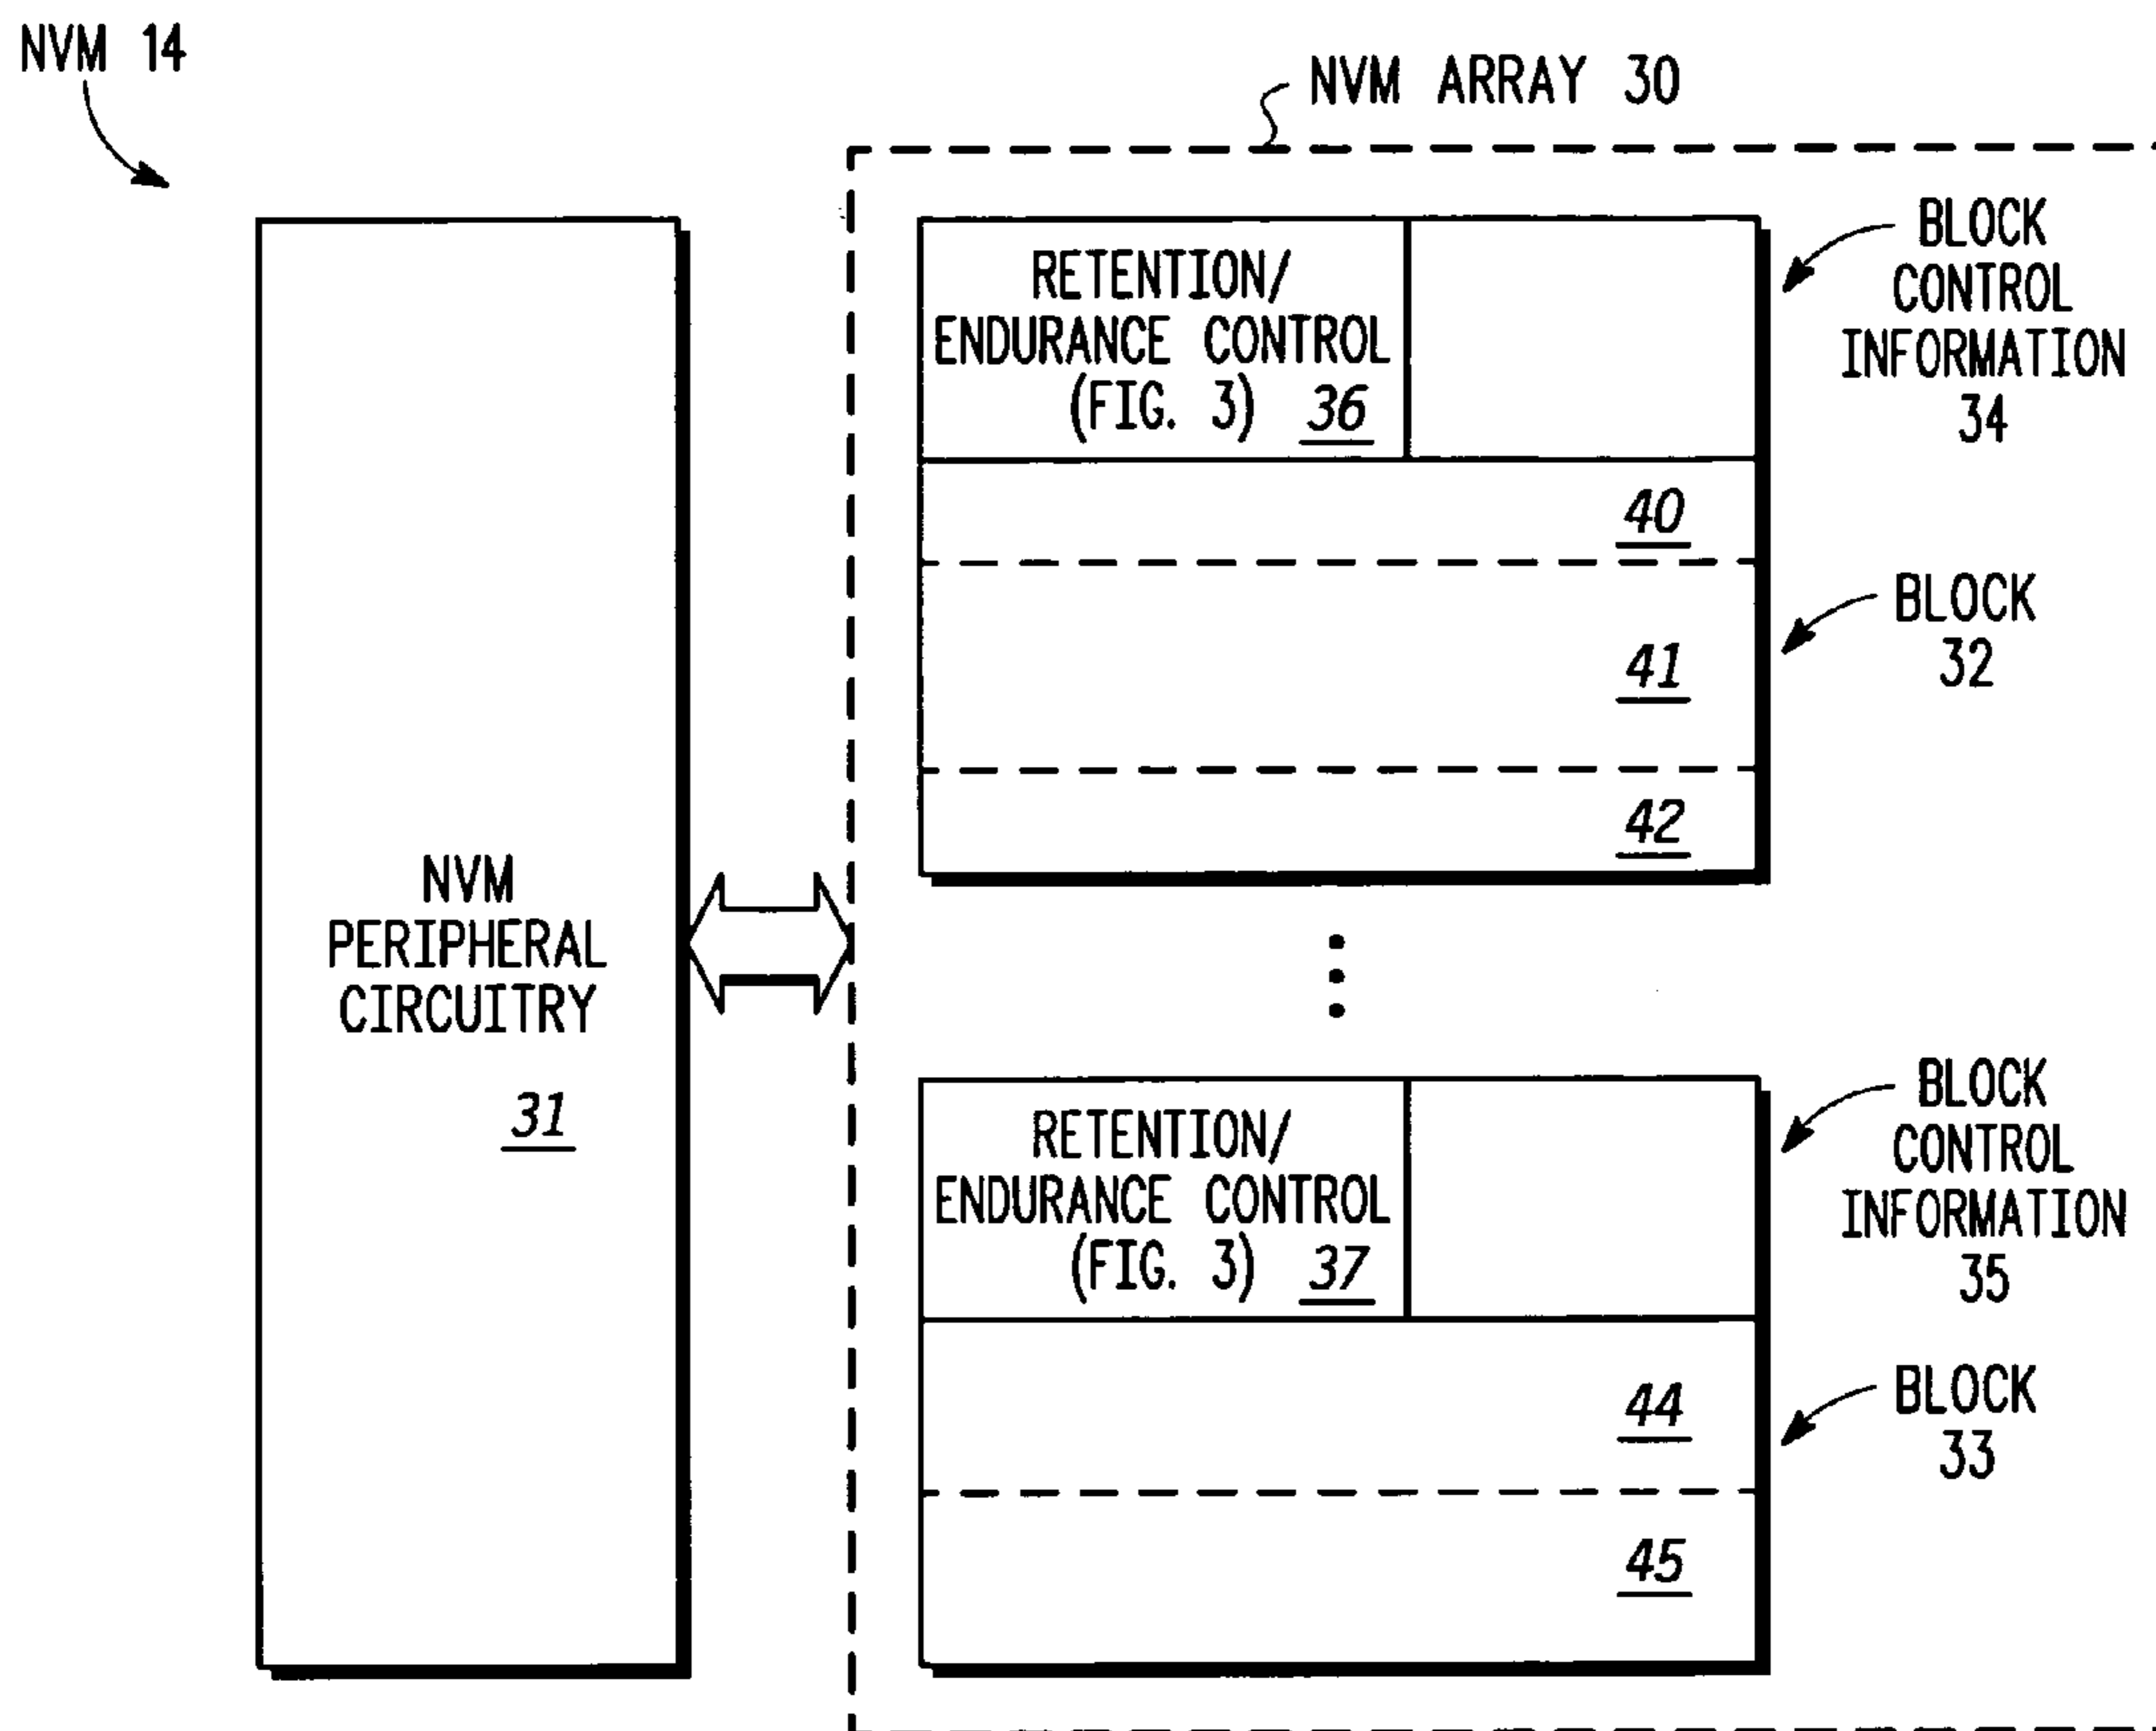 NVM 14
NVM ARRAY 30
RETENTION/
ENDURANCE CONTROL
(FIG. 3) 36
BLOCK
CONTROL
INFORMATION
34
40
41
42
BLOCK
32
NVM
PERIPHERAL
CIRCUITRY
31
RETENTION/
ENDURANCE CONTROL
(FIG. 3) 37
BLOCK
CONTROL
INFORMATION
35
44
45
BLOCK
33